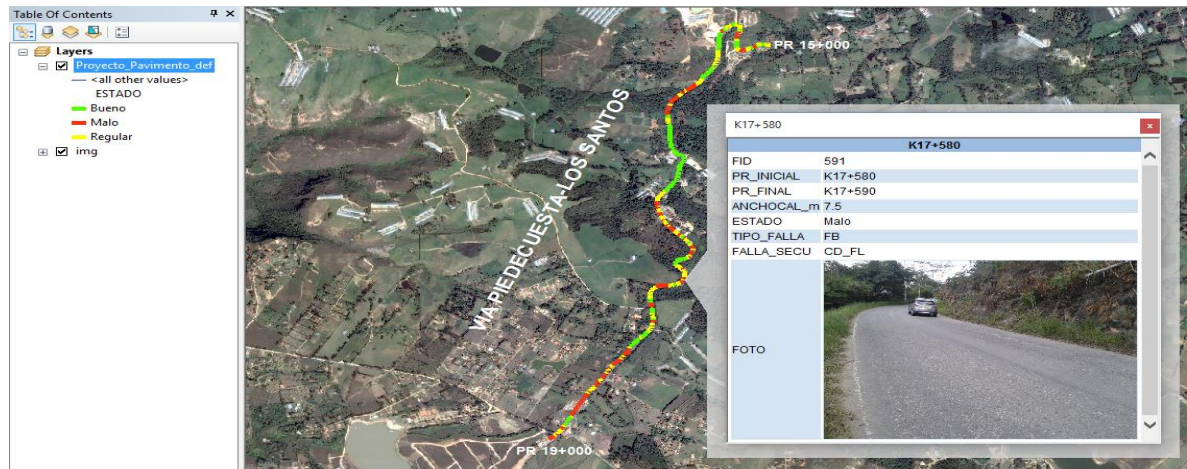 Table Of Contents
Layers
Proyecto_Pavimento_def
<all other values>
ESTADO
Bueno
Malo
Regular
img
PR 15+000
VIA PIEDECUESTA-LOS SANTOS
PR 19+000
K17+580
K17+580
FID 591
PR_INICIAL K17+580
PR_FINAL K17+590
ANCHOCAL_m 7.5
ESTADO Malo
TIPO_FALLA FB
FALLA_SECU CD_FL
FOTO